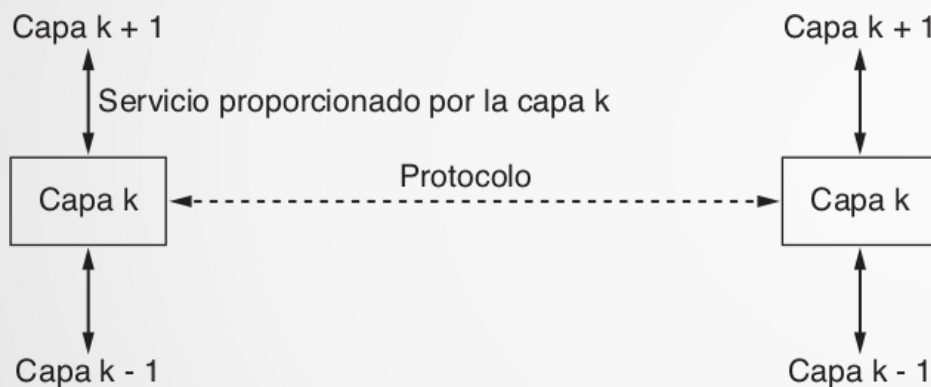 Capa k + 1
Capa k + 1
Servicio proporcionado por la capa k
Protocolo
Capa k
Capa k
Capa k - 1
Capa k - 1